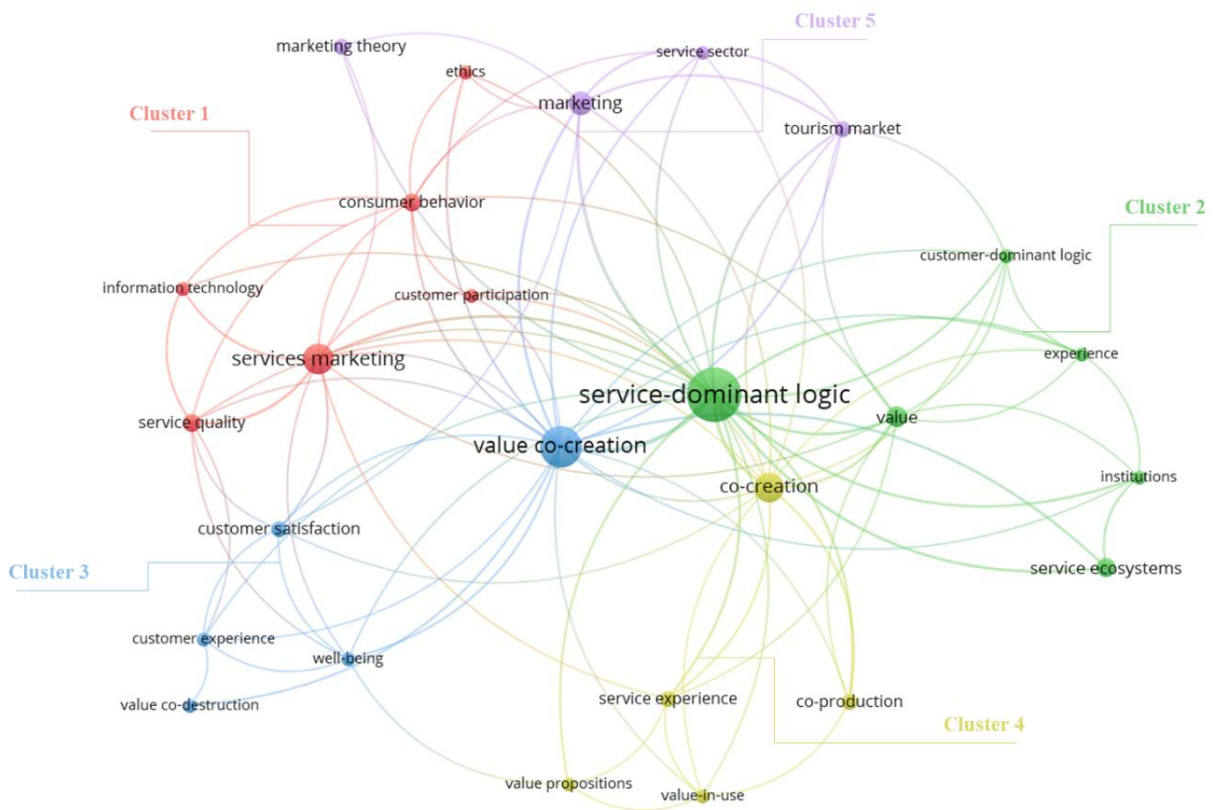 Cluster 5
marketing theory
service sector
ethics
marketing
Cluster 1
tourism market
consumer behavior
Cluster 2
customer-dominant logic
information technology
customer participation
services marketing
experience
service-dominant logic
value
service quality
value co-creation
institutions
co-creation
customer satisfaction
Cluster 3
service ecosystems
customer experience
well-being
value co-destruction
service experience
co-production
Cluster 4
value propositions
value-in-use